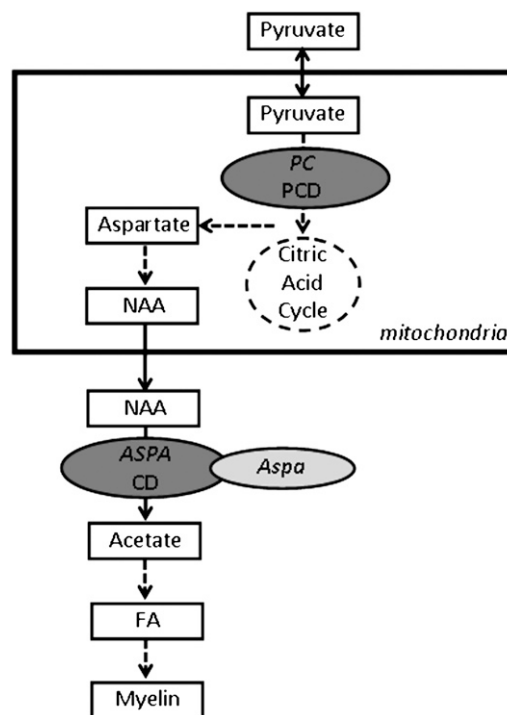 Pyruvate
Pyruvate
PC
PCD
Aspartate
Citric
Acid
Cycle
NAA
mitochondria
NAA
ASPA
CD
Aspa
Acetate
FA
Myelin